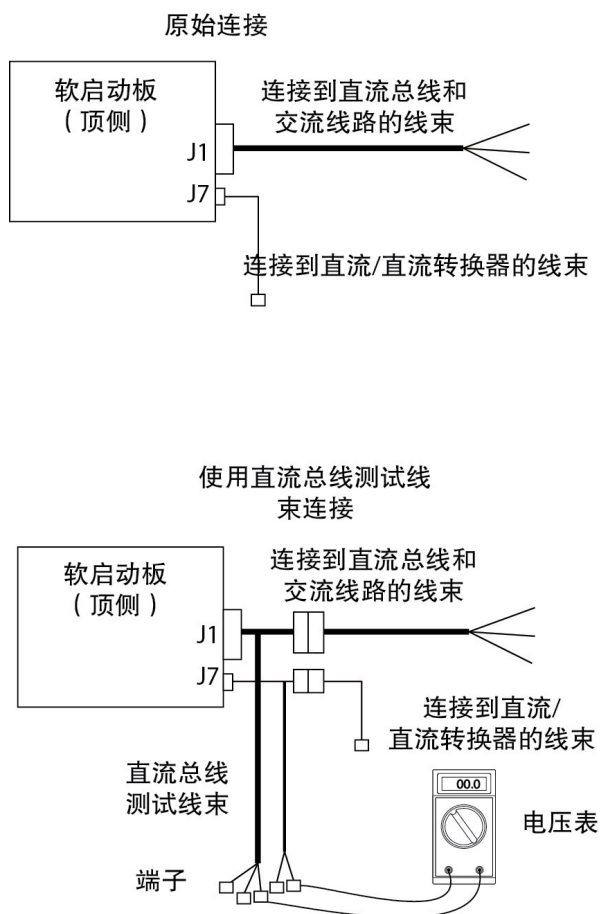 原始连接
软启动板
（顶侧）
连接到直流总线和
交流线路的线束
J1
J7
连接到直流/直流转换器的线束
使用直流总线测试线
束连接
软启动板
（顶侧）
连接到直流总线和
交流线路的线束
J1
J7
连接到直流/
直流转换器的线束
直流总线
测试线束
00.0
电压表
端子